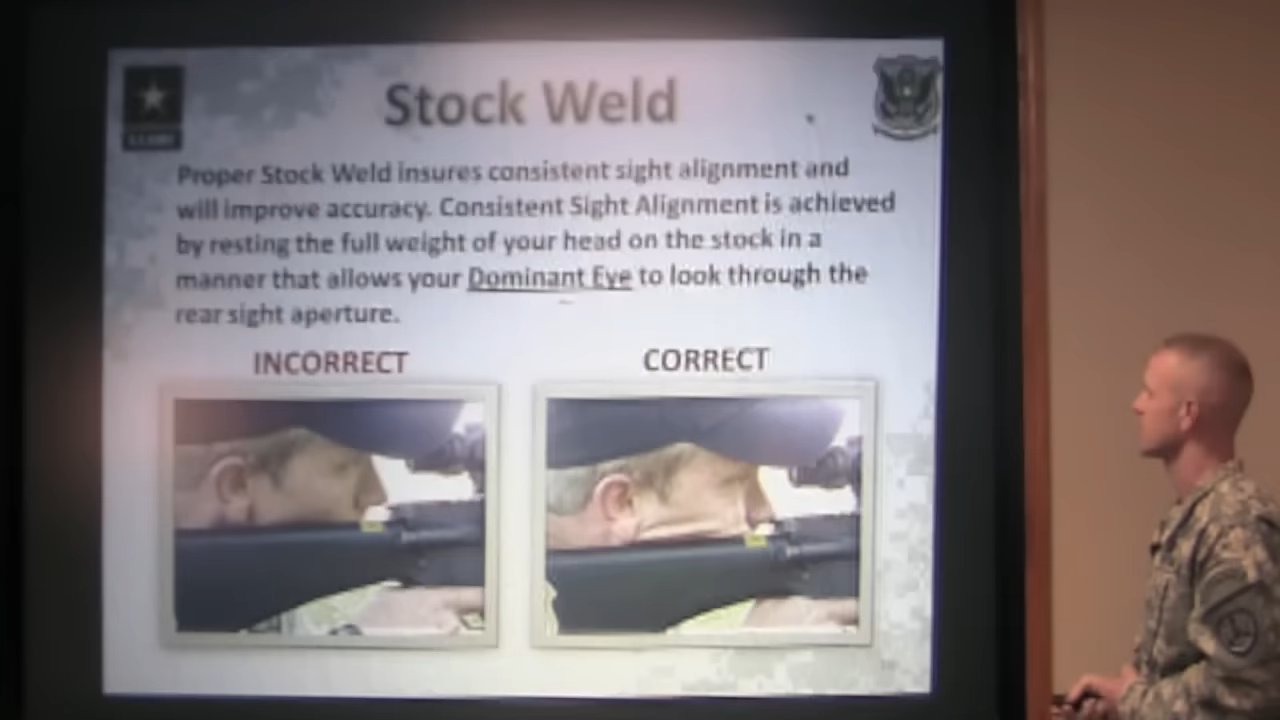 Stock Weld
Proper Stock Weld insures consistent sight alignment and
will improve accuracy. Consistent Sight Alignment is achieved
by resting the full weight of your head on the stock in a
manner that allows your Dominant Eye to look through the
rear sight aperture.
INCORRECT
CORRECT